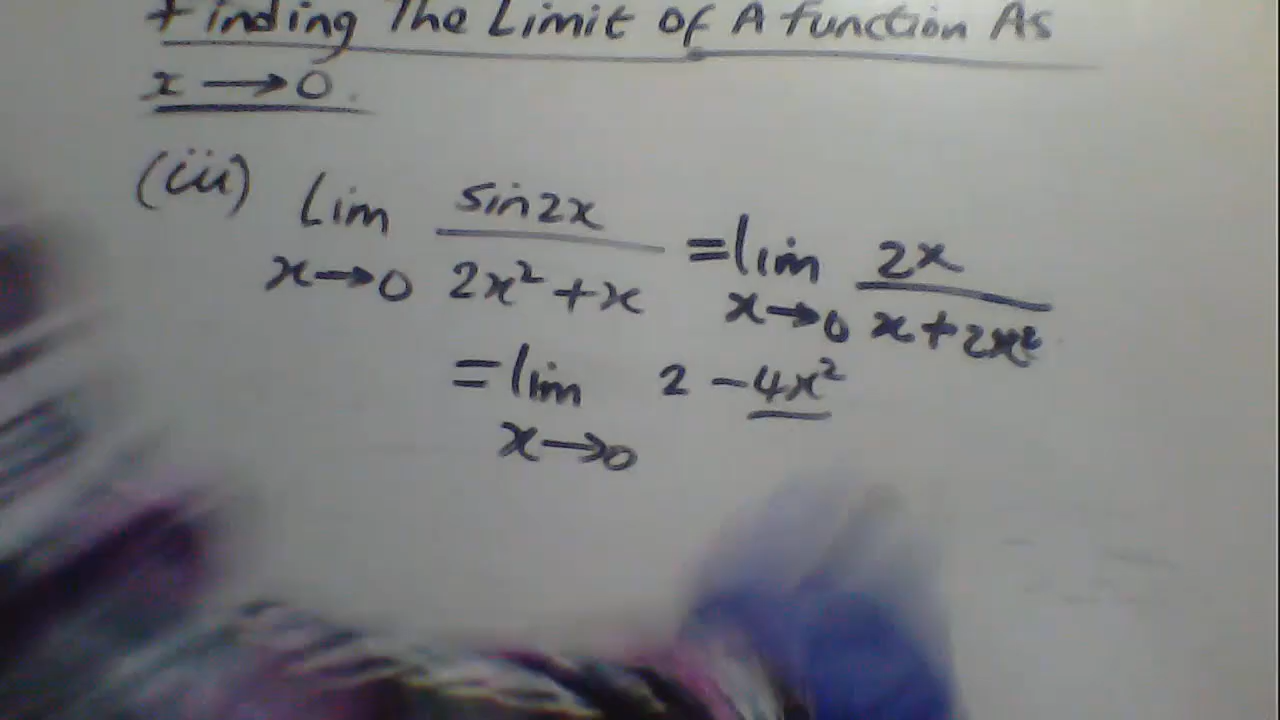 Finding The Limit of A function As
x → 0.
(iii) Lim x→0 sin2x / 2x² + x = lim x→0 2x / x + 2x²
= lim x→0 2 - 4x²